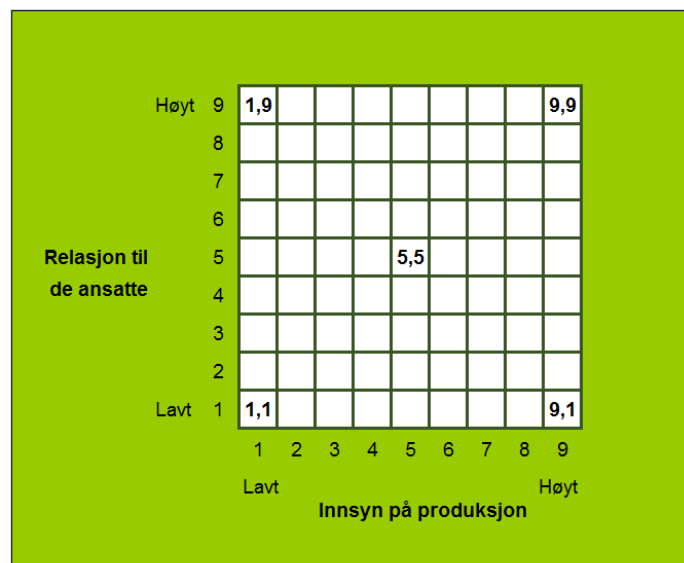 Høyt 9 1,9 9,9
8
7
6
Relasjon til
de ansatte
5 5,5
4
3
2
Lavt 1 1,1 9,1
1 2 3 4 5 6 7 8 9
Lavt Høyt
Innsyn på produksjon